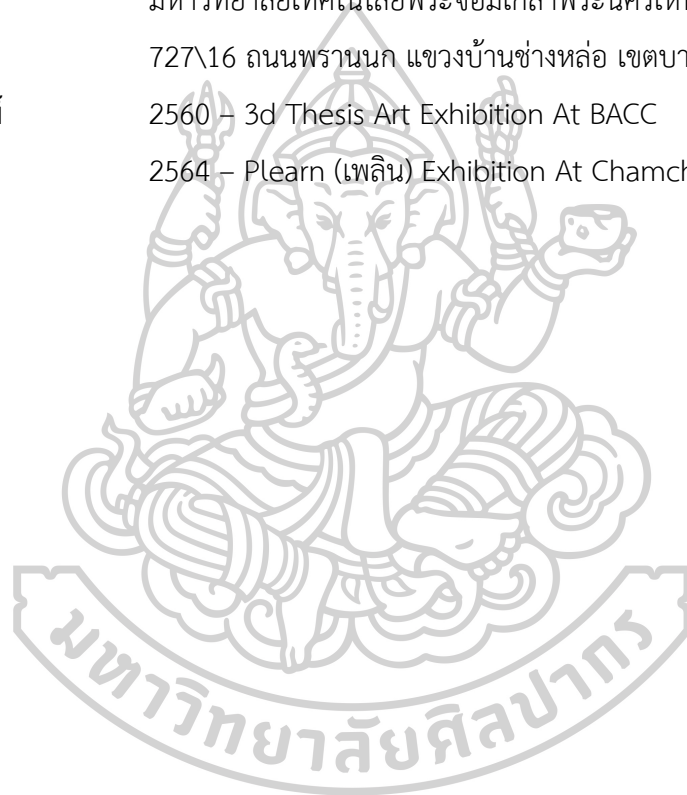 727\16 ถนนพรานนก แขวงบ้านช่างหล่อ เขตบา
2560 – 3d Thesis Art Exhibition At BACC
2564 – Plearn (เพลิน) Exhibition At Chamch
มหาวิทยาลัยศิลปากร